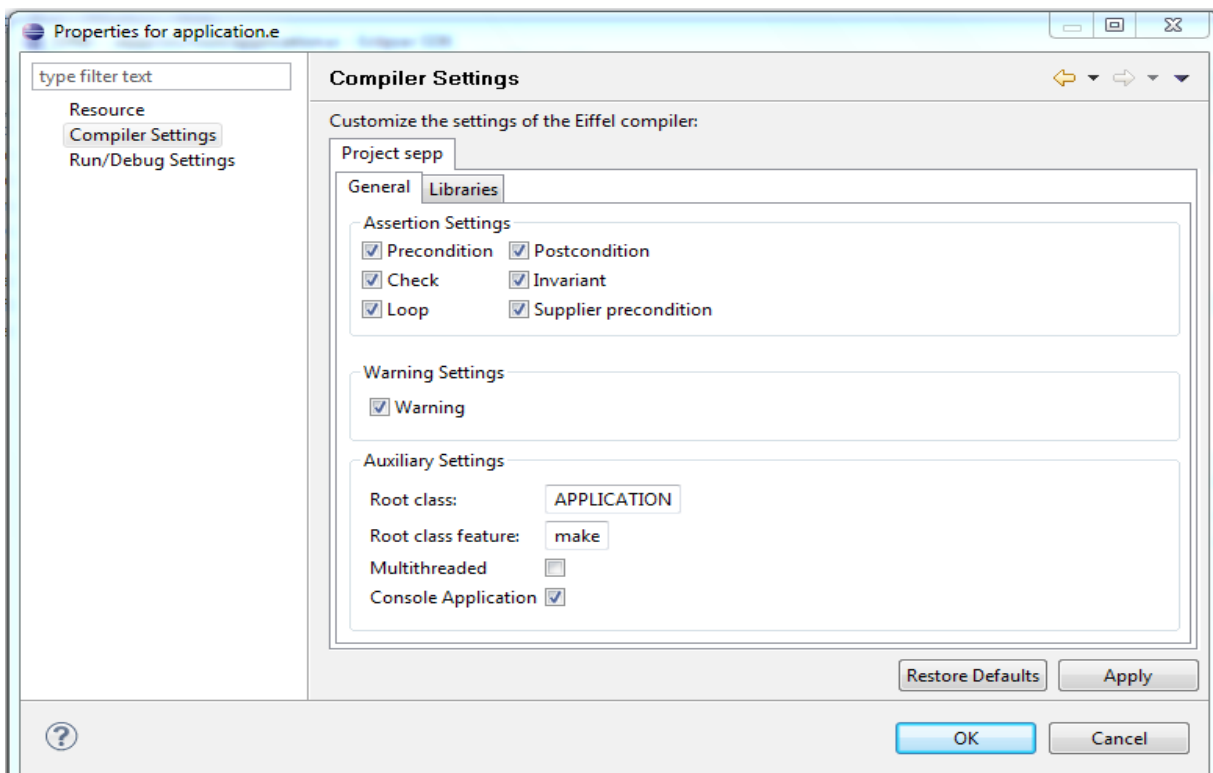 Properties for application.e
type filter text
Resource
Compiler Settings
Run/Debug Settings
Compiler Settings
Customize the settings of the Eiffel compiler:
Project sepp
General Libraries
Assertion Settings
Precondition Postcondition
Check Invariant
Loop Supplier precondition
Warning Settings
Warning
Auxiliary Settings
Root class: APPLICATION
Root class feature: make
Multithreaded
Console Application
Restore Defaults Apply
? OK Cancel